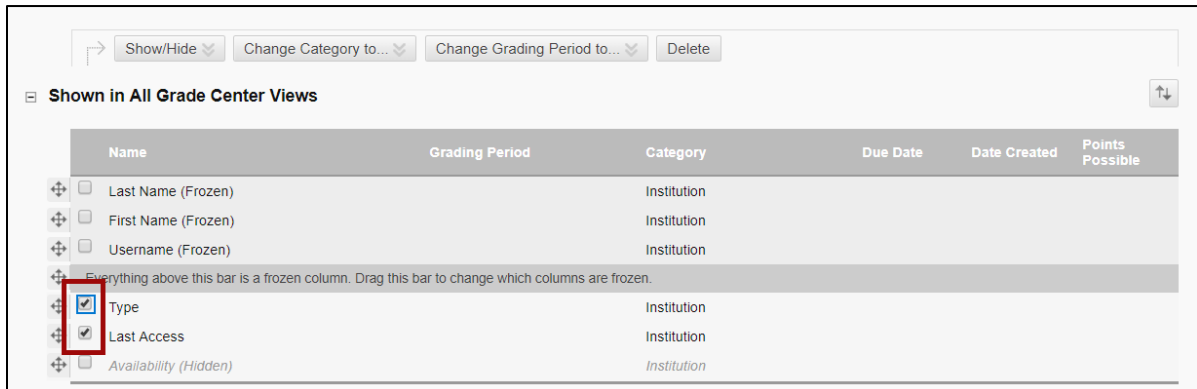 Show/Hide Change Category to... Change Grading Period to... Delete
Shown in All Grade Center Views
Name Grading Period Category Due Date Date Created Points Possible
Last Name (Frozen) Institution
First Name (Frozen) Institution
Username (Frozen) Institution
Everything above this bar is a frozen column. Drag this bar to change which columns are frozen.
Type Institution
Last Access Institution
Availability (Hidden) Institution